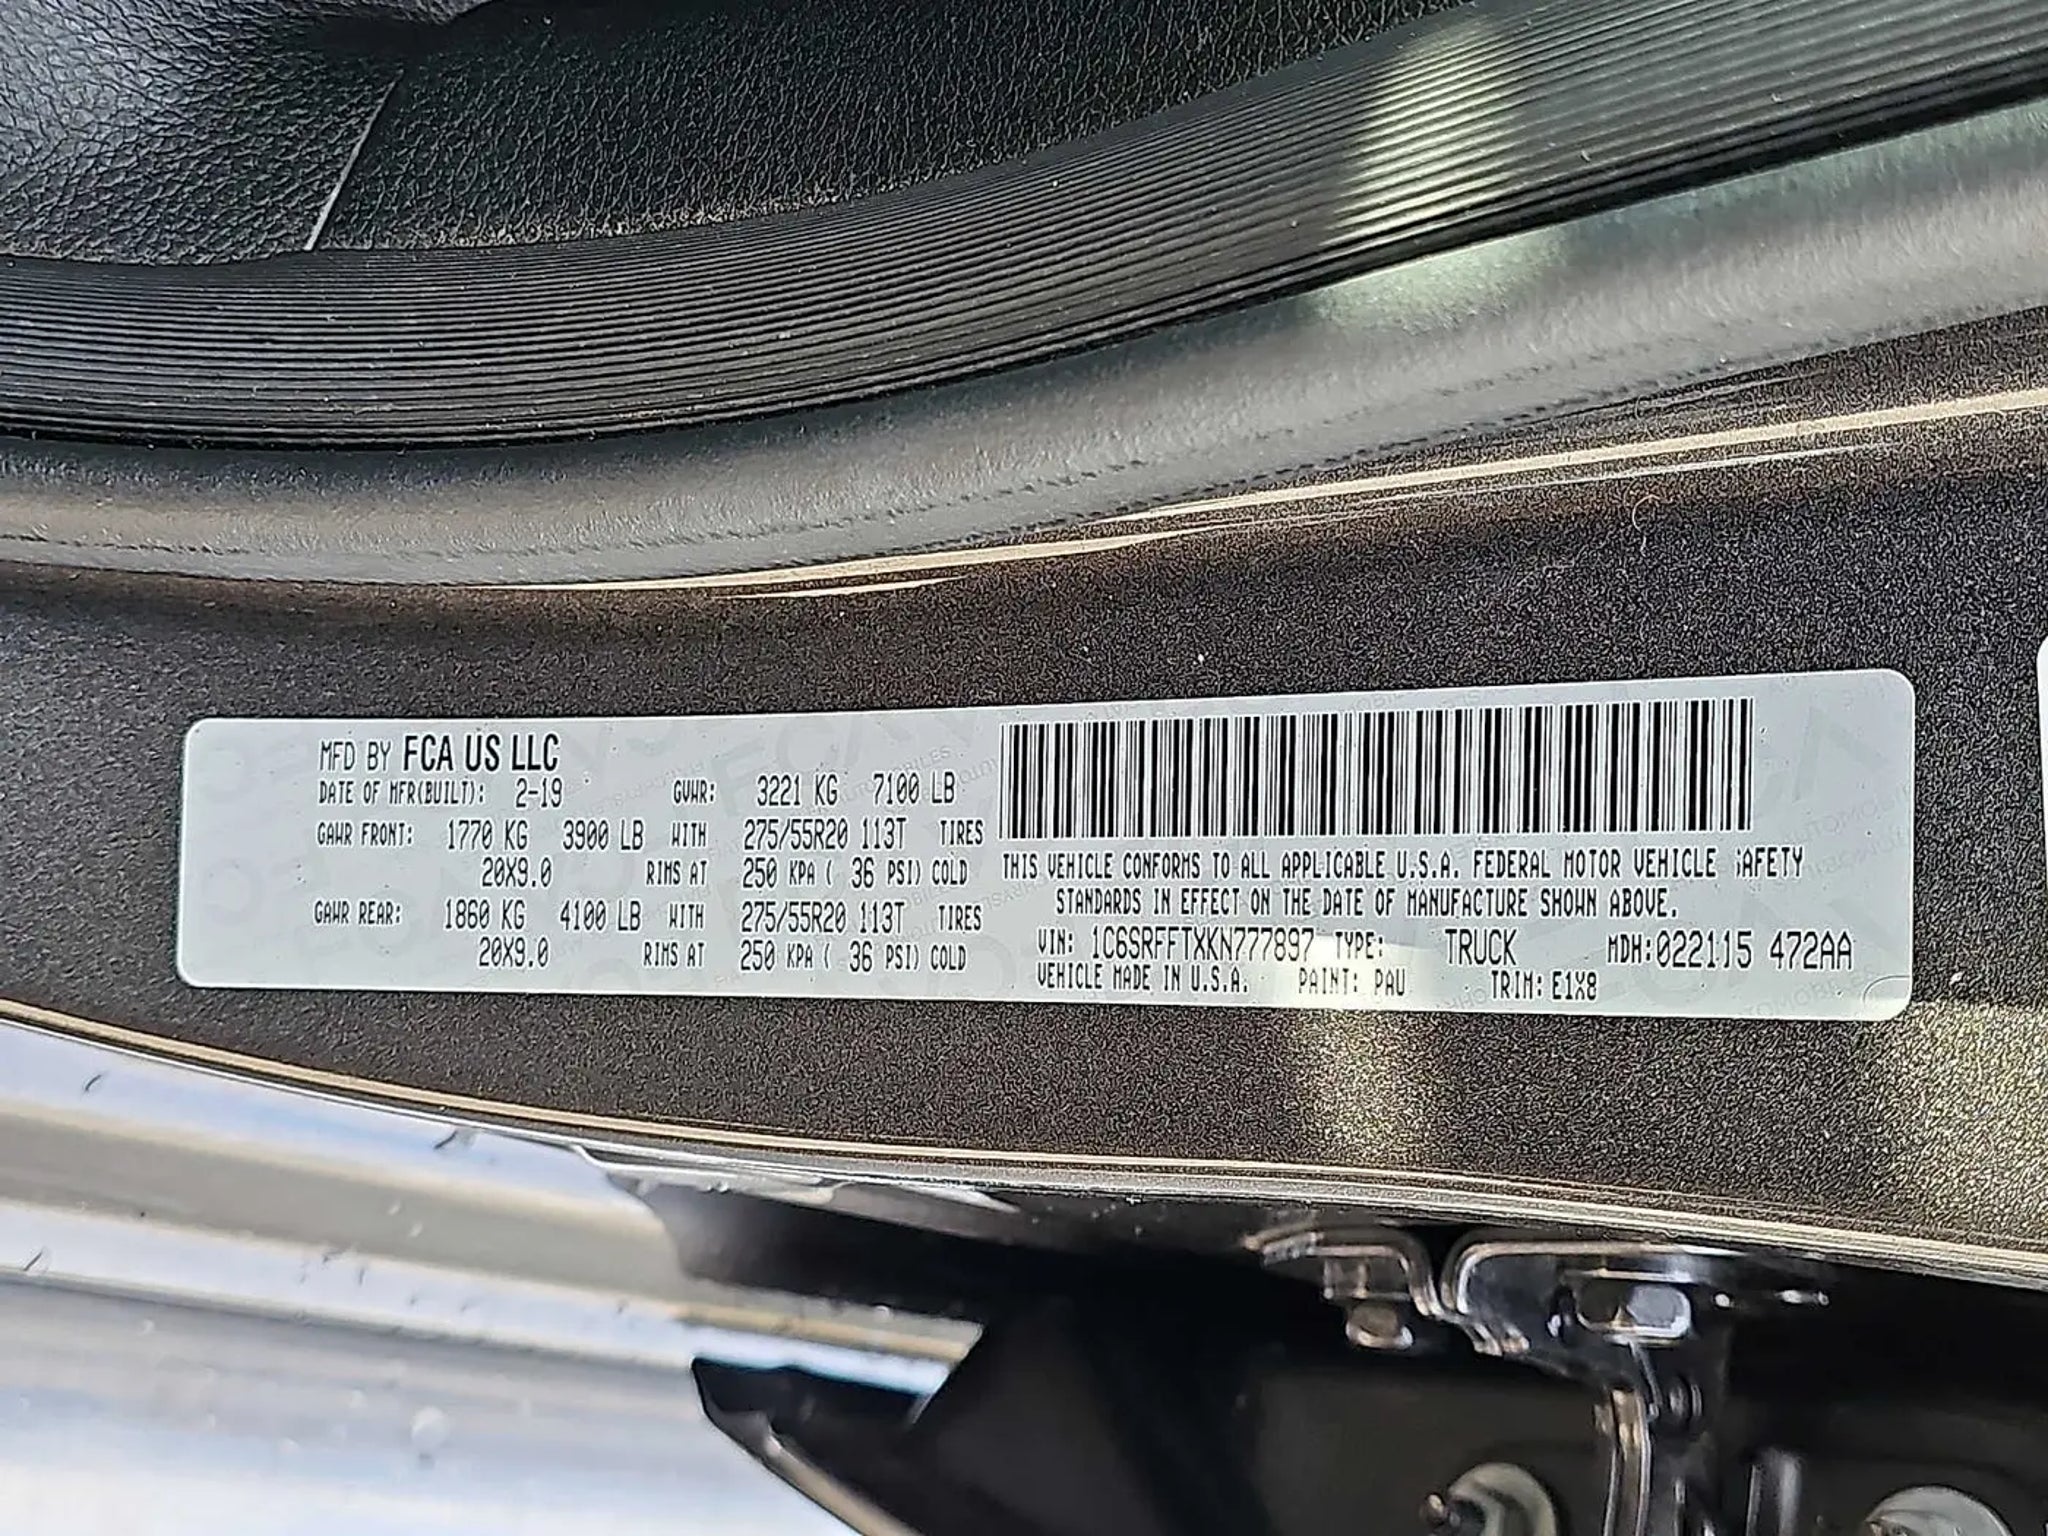 MFD BY FCA US LLC
DATE OF MFR(BUILT): 2-19 GVWR: 3221 KG 7100 LB
GAWR FRONT: 1770 KG 3900 LB WITH 275/55R20 113T TIRES
20X9.0 RIMS AT 250 KPA ( 36 PSI) COLD
GAWR REAR: 1860 KG 4100 LB WITH 275/55R20 113T TIRES
20X9.0 RIMS AT 250 KPA ( 36 PSI) COLD
THIS VEHICLE CONFORMS TO ALL APPLICABLE U.S.A. FEDERAL MOTOR VEHICLE SAFETY
STANDARDS IN EFFECT ON THE DATE OF MANUFACTURE SHOWN ABOVE.
VIN: 1C6SRFFTXKN777897 TYPE: TRUCK MDH:022115 472AA
VEHICLE MADE IN U.S.A. PAINT: PAU TRIM: E1X8